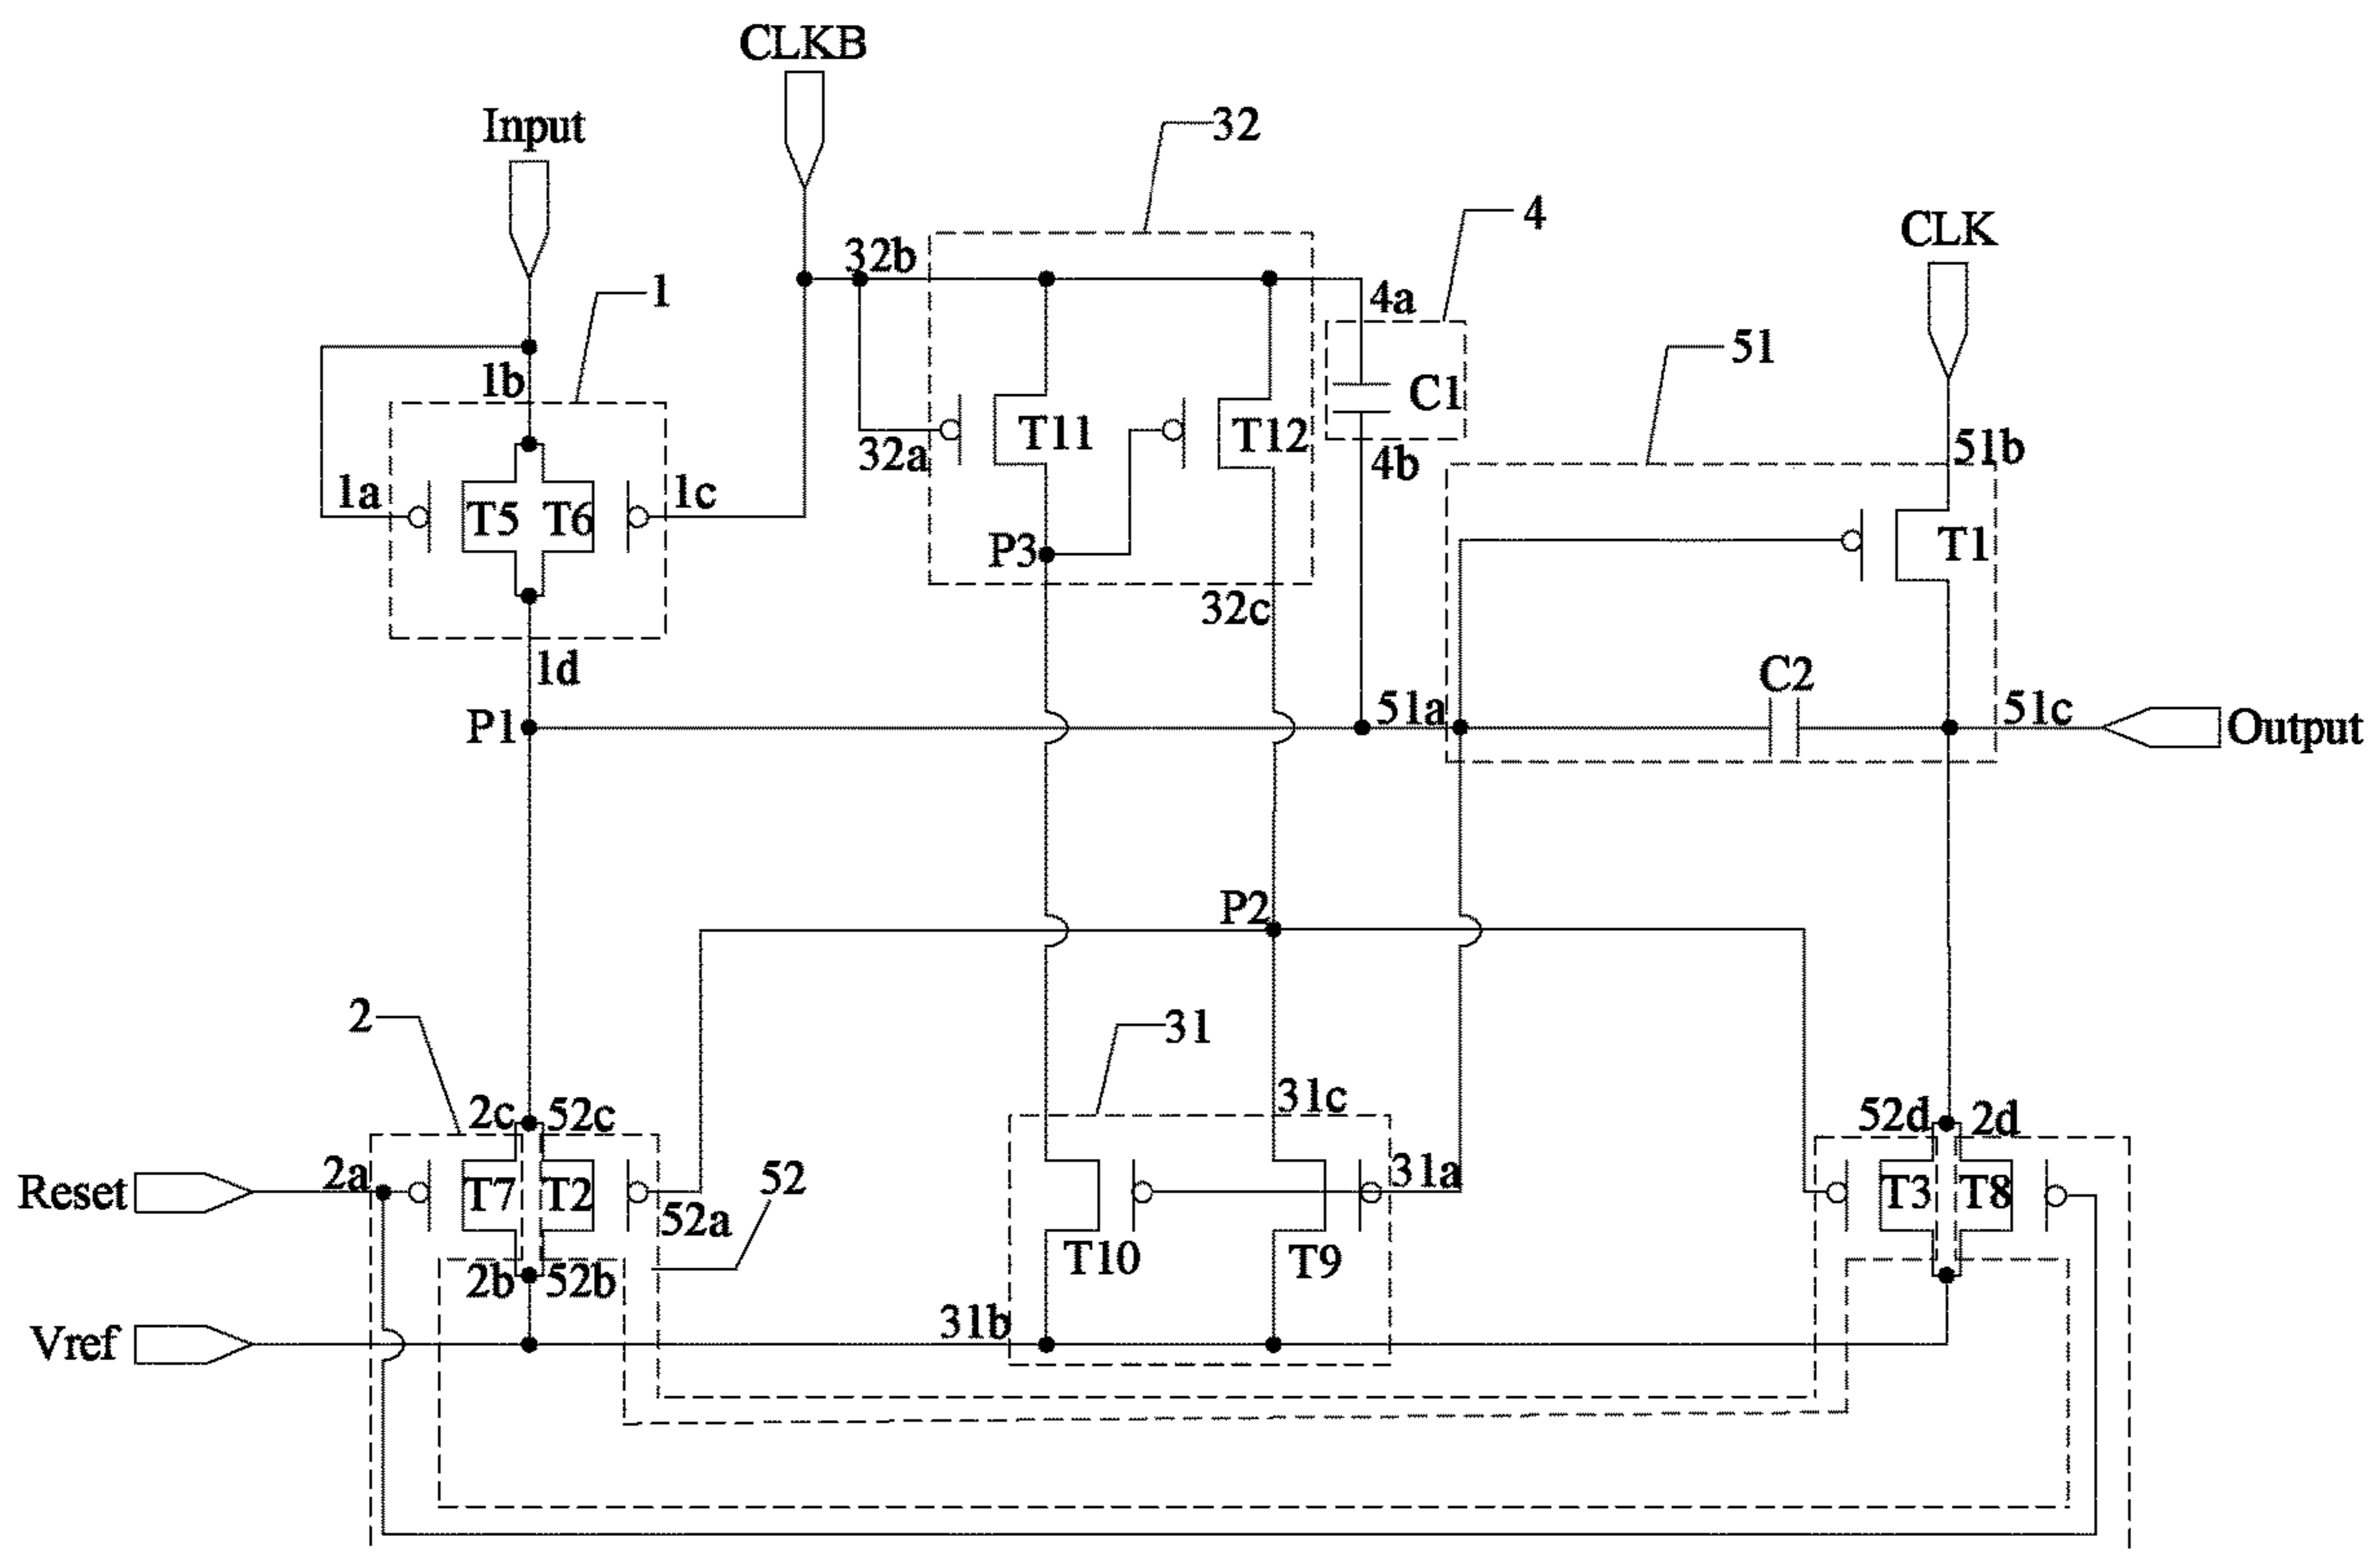 CLKB
Input
32
4
CLK
32b
1
4a
1b
51
C1
T11
T12
32a
4b
51b
1a
T5
T6
1c
T1
P3
32c
1d
C2
P1
51a
51c
Output
P2
2
31
2c
52c
31c
52d
2d
Reset
2a
T7
T2
52
31a
T3
T8
52a
T10
T9
2b
52b
Vref
31b